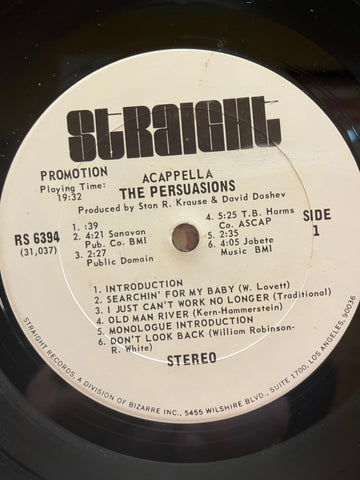 STRAIGHT
PROMOTION
Playing Time:
19:32
ACAPPELLA
THE PERSUASIONS
Produced by Stan R. Krause & David Dashev
RS 6394
(31,037)
1. :39
2. 4:21 Sanavan
Pub. Co. BMI
3. 2:27
Public Domain
4. 5:25 T.B. Harms
Co. ASCAP
5. 2:35
6. 4:05 Jobete
Music BMI
SIDE
1
1. INTRODUCTION
2. SEARCHIN' FOR MY BABY (W. Lovett)
3. I JUST CAN'T WORK NO LONGER (Traditional)
4. OLD MAN RIVER (Kern-Hammerstein)
5. MONOLOGUE INTRODUCTION
6. DON'T LOOK BACK (William Robinson-
R. White)
STEREO
STRAIGHT RECORDS, A DIVISION OF BIZARRE INC., 5455 WILSHIRE BLVD., SUITE 1700, LOS ANGELES, 90036